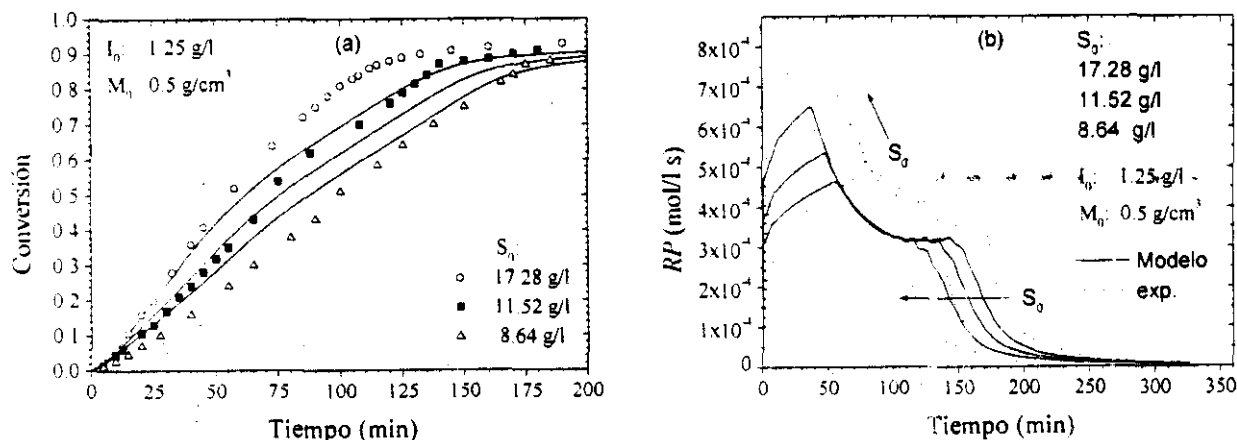 (a)
I₀: 1.25 g/l
M₀ 0.5 g/cm³
Conversión
1.0
0.9
0.8
0.7
0.6
0.5
0.4
0.3
0.2
0.1
0.0
0
25
50
75
100
125
150
175
200
Tiempo (min)
S₀:
17.28 g/l
11.52 g/l
8.64 g/l
(b)
RP (mol/l s)
8x10⁻⁴
7x10⁻⁴
6x10⁻⁴
5x10⁻⁴
4x10⁻⁴
3x10⁻⁴
2x10⁻⁴
1x10⁻⁴
0
0
50
100
150
200
250
300
350
Tiempo (min)
S₀:
17.28 g/l
11.52 g/l
8.64 g/l
I₀: 1.25 g/l
M₀: 0.5 g/cm³
Modelo
exp.
S₀
S₀